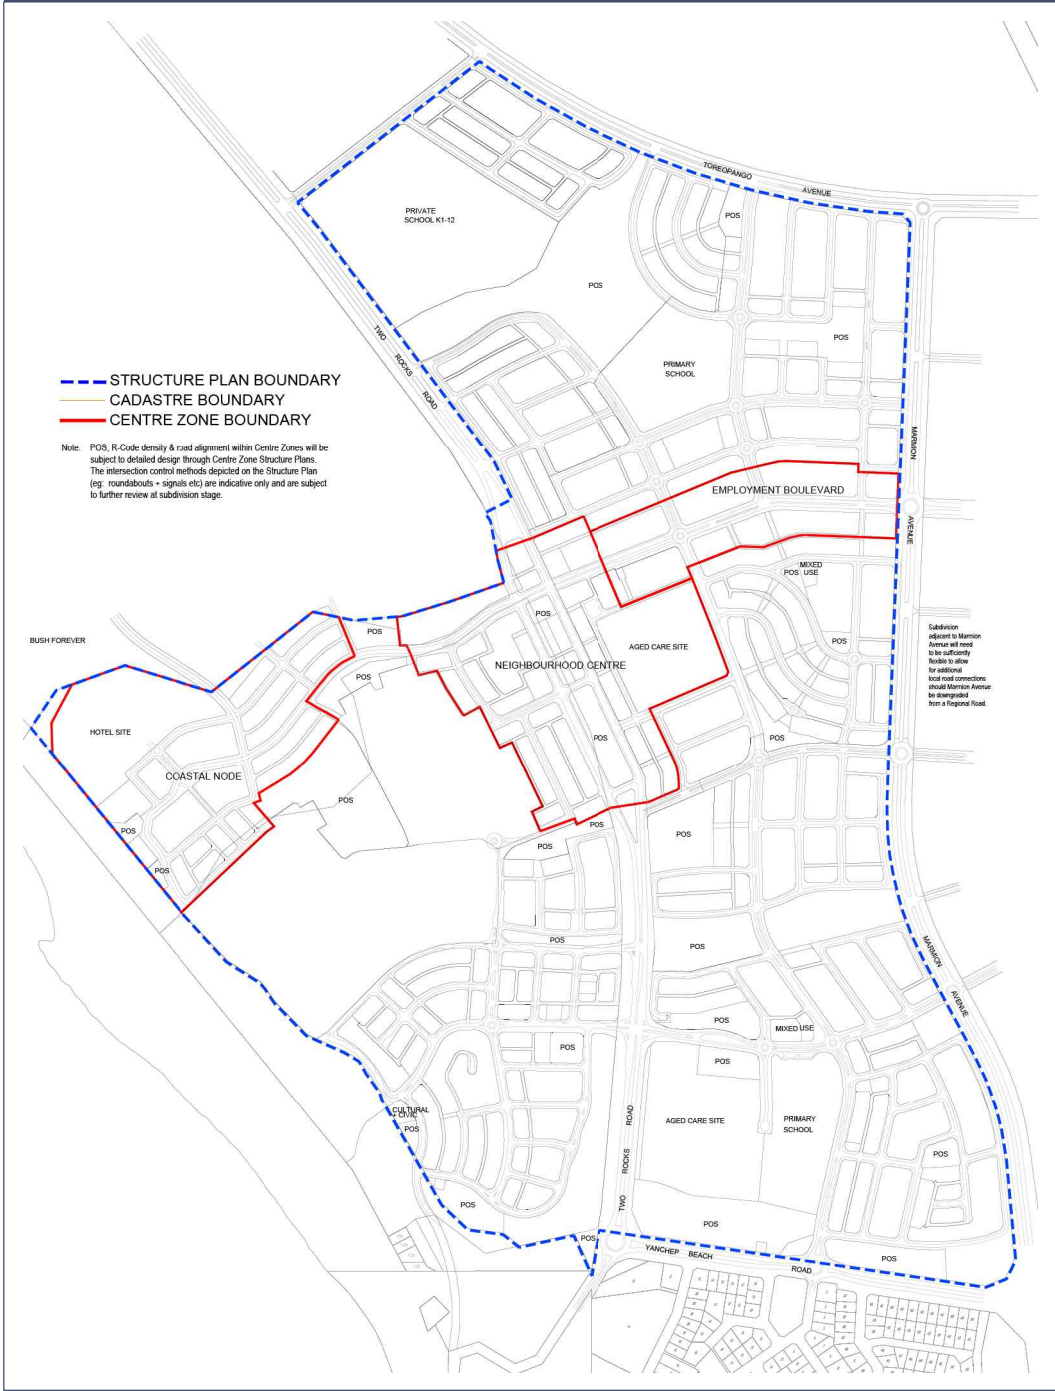 TOREOPANGO
AVENUE
PRIVATE
SCHOOL K1-12
POS
POS
TWO
ROCKS
ROAD
POS
PRIMARY
SCHOOL
STRUCTURE PLAN BOUNDARY
CADASTRE BOUNDARY
CENTRE ZONE BOUNDARY
Note. POS, R-Code density & road alignment within Centre Zones will be
subject to detailed design through Centre Zone Structure Plans.
The intersection control methods depicted on the Structure Plan
(eg: roundabouts + signals etc) are indicative only and are subject
to further review at subdivision stage.
MARMION
AVENUE
EMPLOYMENT BOULEVARD
MIXED
POS USE
POS
POS
BUSH FOREVER
POS
POS
AGED CARE SITE
NEIGHBOURHOOD CENTRE
Subdivision
adjacent to Marmion
Avenue will need
to be sufficiently
flexible to allow
for additional
local road connections
should Marmion Avenue
be downgraded
from a Regional Road.
HOTEL SITE
POS
POS
COASTAL NODE
POS
POS
POS
POS
POS
POS
POS
POS
MARMION
AVENUE
POS
MIXED USE
POS
POS
CULTURAL
+ CIVIC
POS
AGED CARE SITE
PRIMARY
SCHOOL
TWO
ROCKS
ROAD
POS
POS
POS
POS
POS
YANCHEP
BEACH
ROAD